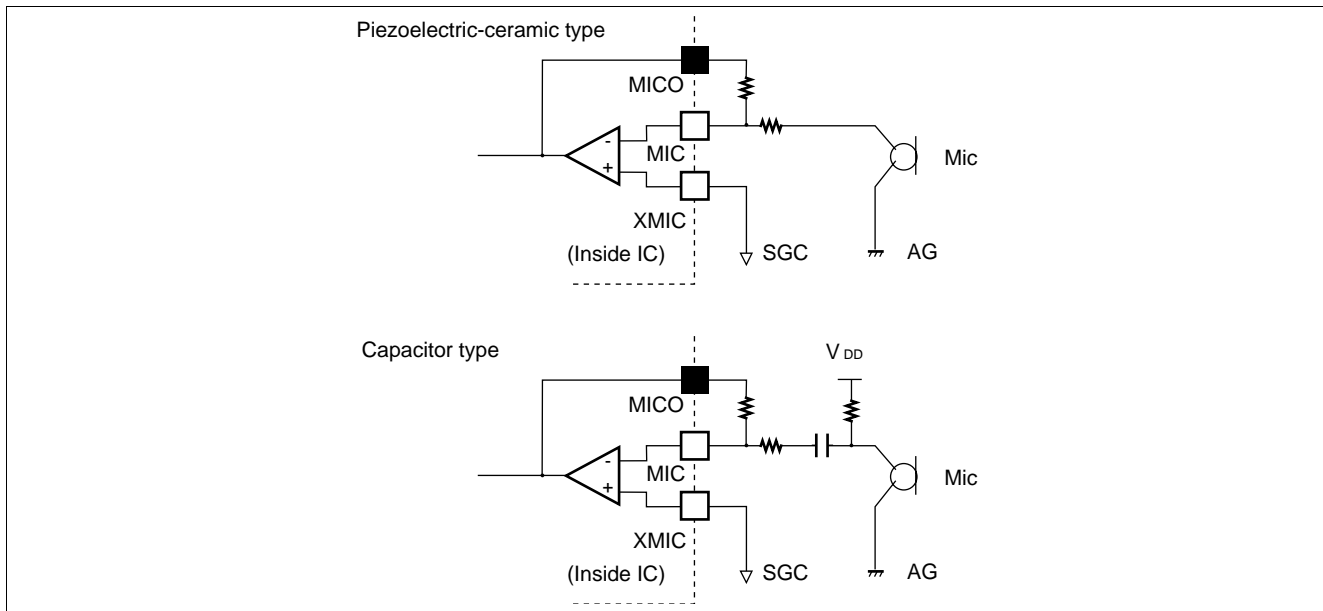 Piezoelectric-ceramic type
MICO
-
MIC
+
Mic
XMIC
(Inside IC)
SGC
AG
Capacitor type
VDD
MICO
-
MIC
+
Mic
XMIC
(Inside IC)
SGC
AG